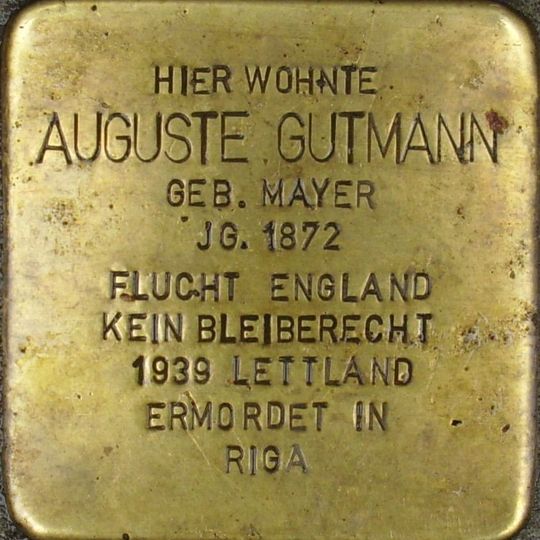 HIER WOHNTE
AUGUSTE GUTMANN
GEB. MAYER
JG. 1872
FLUCHT ENGLAND
KEIN BLEIBERECHT
1939 LETTLAND
ERMORDET IN
RIGA